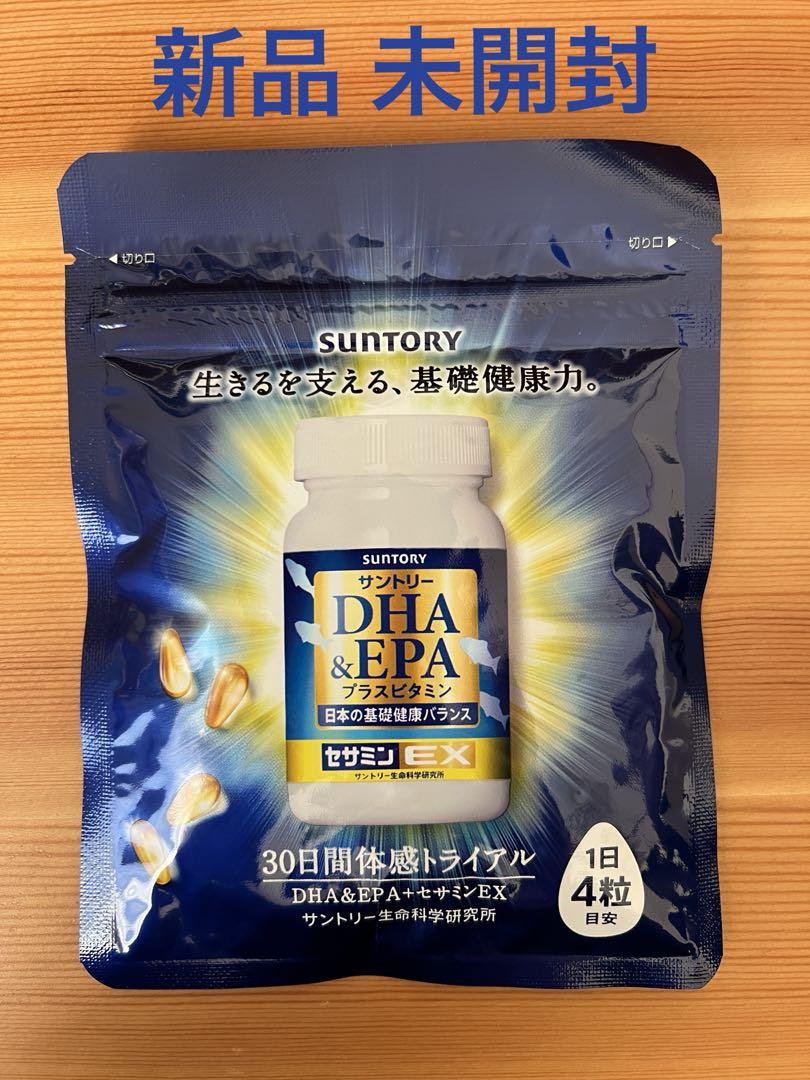 新品 未開封
◀切り口
切り口▶
SUNTORY
生きるを支える、基礎健康力。
SUNTORY
サントリー
DHA
&EPA
プラスビタミン
日本の基礎健康バランス
セサミンEX
サントリー生命科学研究所
30日間体感トライアル
DHA&EPA+セサミンEX
サントリー生命科学研究所
1日
4粒
目安